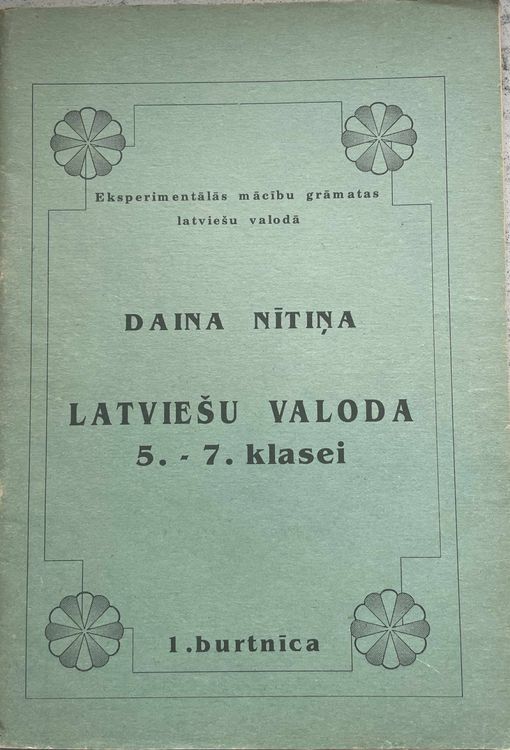 Eksperimentālās mācību grāmatas
latviešu valodā
DAINA NĪTIŅA
LATVIEŠU VALODA
5. - 7. klasei
1. burtnīca